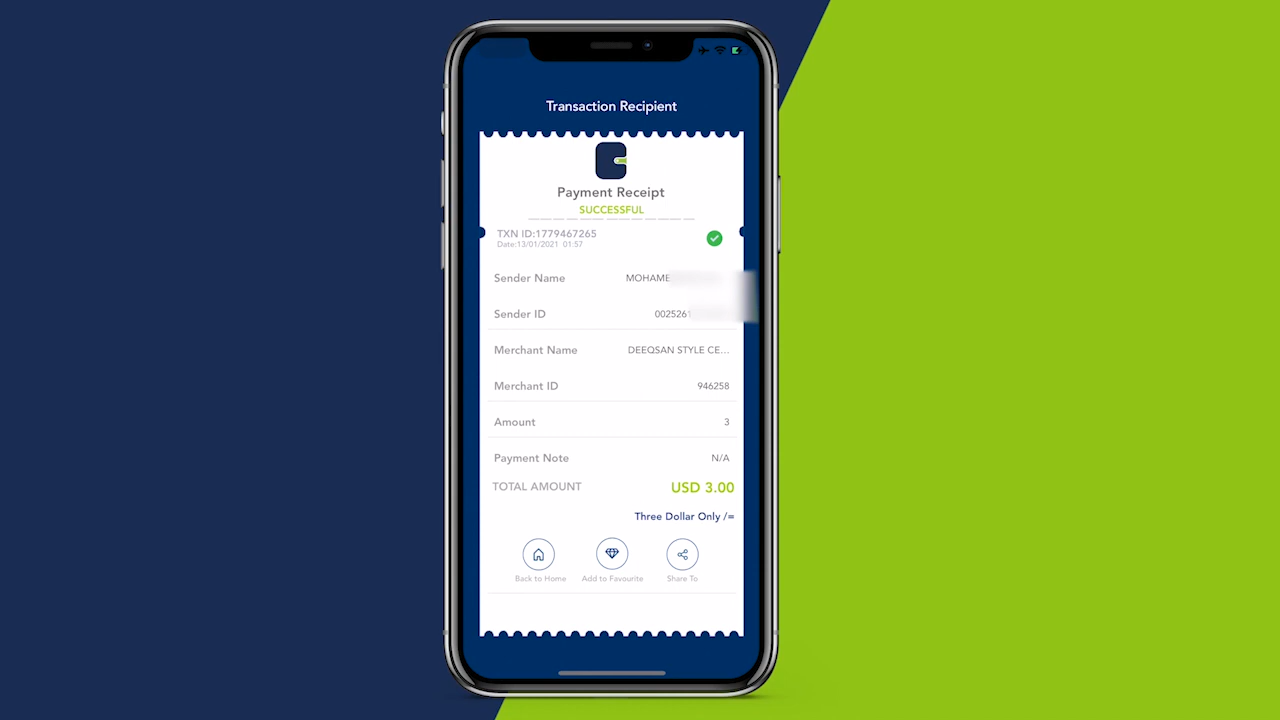 Transaction Recipient
Payment Receipt
SUCCESSFUL
TXN ID:1779467265
Date:13/01/2021 01:57
Sender Name MOHAME
Sender ID 0025261
Merchant Name DEEQSAN STYLE CE...
Merchant ID 946258
Amount 3
Payment Note N/A
TOTAL AMOUNT USD 3.00
Three Dollar Only /=
Back to Home Add to Favourite Share To